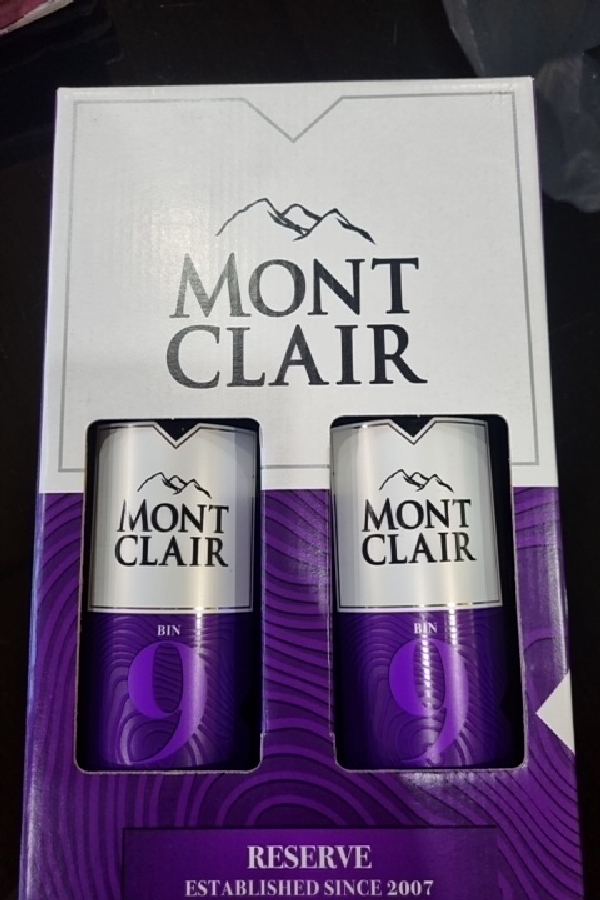 MONT
CLAIR
MONT
CLAIR
BIN
9
MONT
CLAIR
BIN
9
RESERVE
ESTABLISHED SINCE 2007